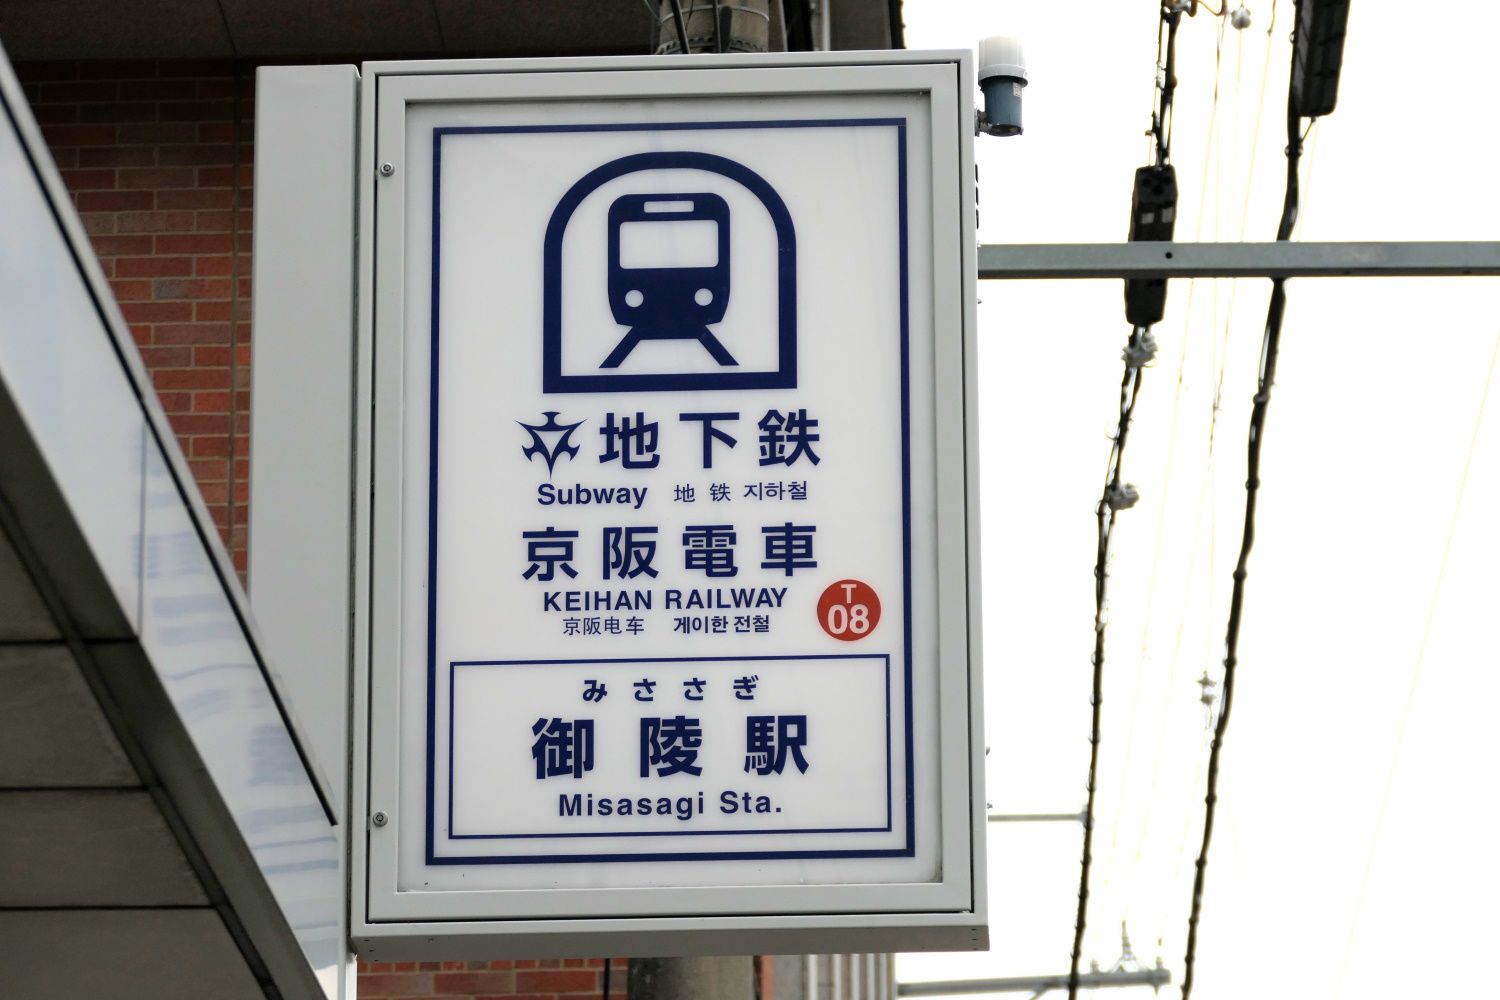 地下鉄
Subway 地铁 지하철
京阪電車
KEIHAN RAILWAY
京阪电车 게이한 전철
T
08
みささぎ
御陵駅
Misasagi Sta.